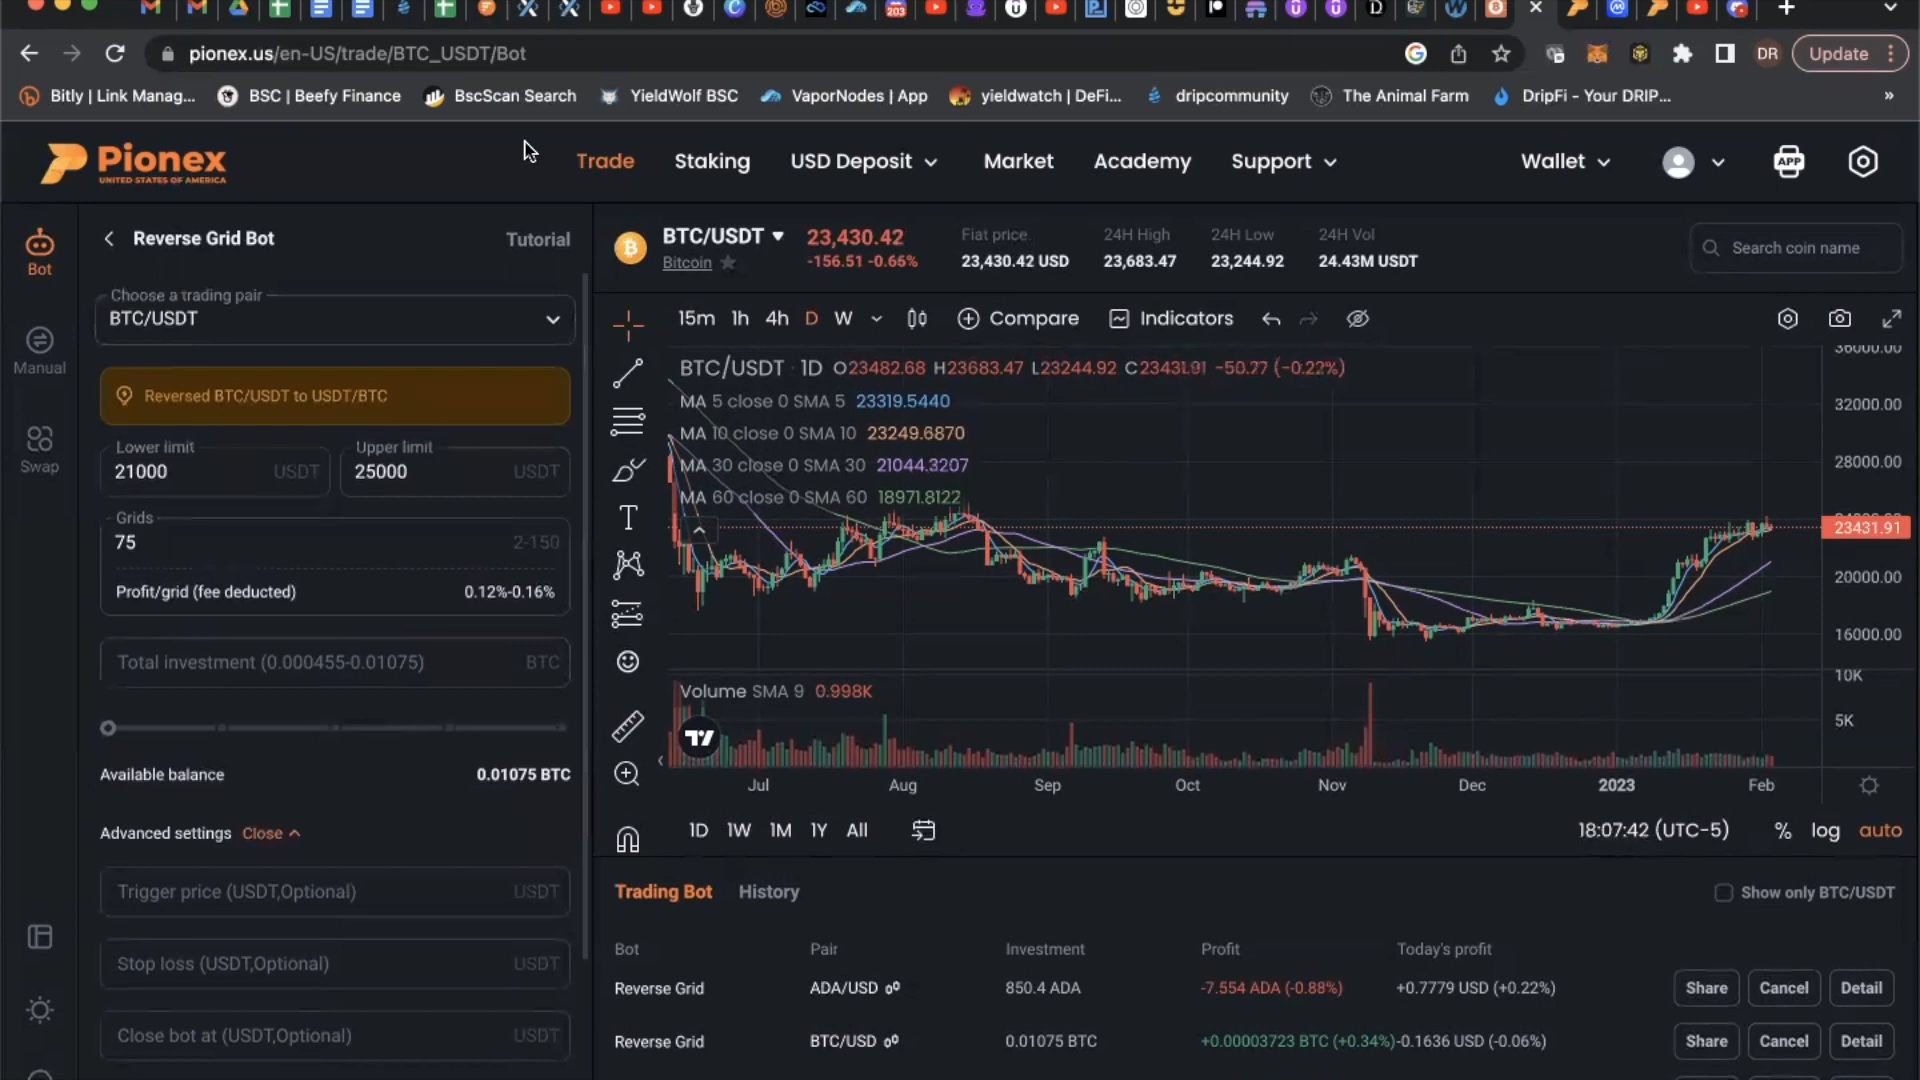 203
pionex.us/en-US/trade/BTC_USDT/Bot
DR
Update
Bitly | Link Manag...
BSC | Beefy Finance
BscScan Search
YieldWolf BSC
VaporNodes | App
yieldwatch | DeFi...
dripcommunity
The Animal Farm
DripFi - Your DRIP...
»
Pionex
UNITED STATES OF AMERICA
Trade
Staking
USD Deposit
Market
Academy
Support
Wallet
APP
Bot
Manual
Swap
Reverse Grid Bot
Tutorial
Choose a trading pair
BTC/USDT
Reversed BTC/USDT to USDT/BTC
Lower limit
21000 USDT
Upper limit
25000 USDT
Grids
75 2-150
Profit/grid (fee deducted) 0.12%-0.16%
Total investment (0.000455-0.01075) BTC
Available balance 0.01075 BTC
Advanced settings Close
Trigger price (USDT,Optional) USDT
Stop loss (USDT,Optional) USDT
Close bot at (USDT,Optional) USDT
BTC/USDT
Bitcoin
23,430.42
-156.51 -0.66%
Fiat price
23,430.42 USD
24H High
23,683.47
24H Low
23,244.92
24H Vol
24.43M USDT
Search coin name
15m 1h 4h D W
Compare
Indicators
BTC/USDT 1D O23482.68 H23683.47 L23244.92 C23431.91 -50.77 (-0.22%)
MA 5 close 0 SMA 5 23319.5440
MA 10 close 0 SMA 10 23249.6870
MA 30 close 0 SMA 30 21044.3207
MA 60 close 0 SMA 60 18971.8122
36000.00
32000.00
28000.00
23431.91
20000.00
16000.00
Volume SMA 9 0.998K
10K
5K
Jul Aug Sep Oct Nov Dec 2023 Feb
1D 1W 1M 1Y All
18:07:42 (UTC-5) % log auto
Trading Bot
History
Show only BTC/USDT
Bot Pair Investment Profit Today's profit
Reverse Grid ADA/USD 850.4 ADA -7.554 ADA (-0.88%) +0.7779 USD (+0.22%) Share Cancel Detail
Reverse Grid BTC/USD 0.01075 BTC +0.00003723 BTC (+0.34%) -0.1636 USD (-0.06%) Share Cancel Detail